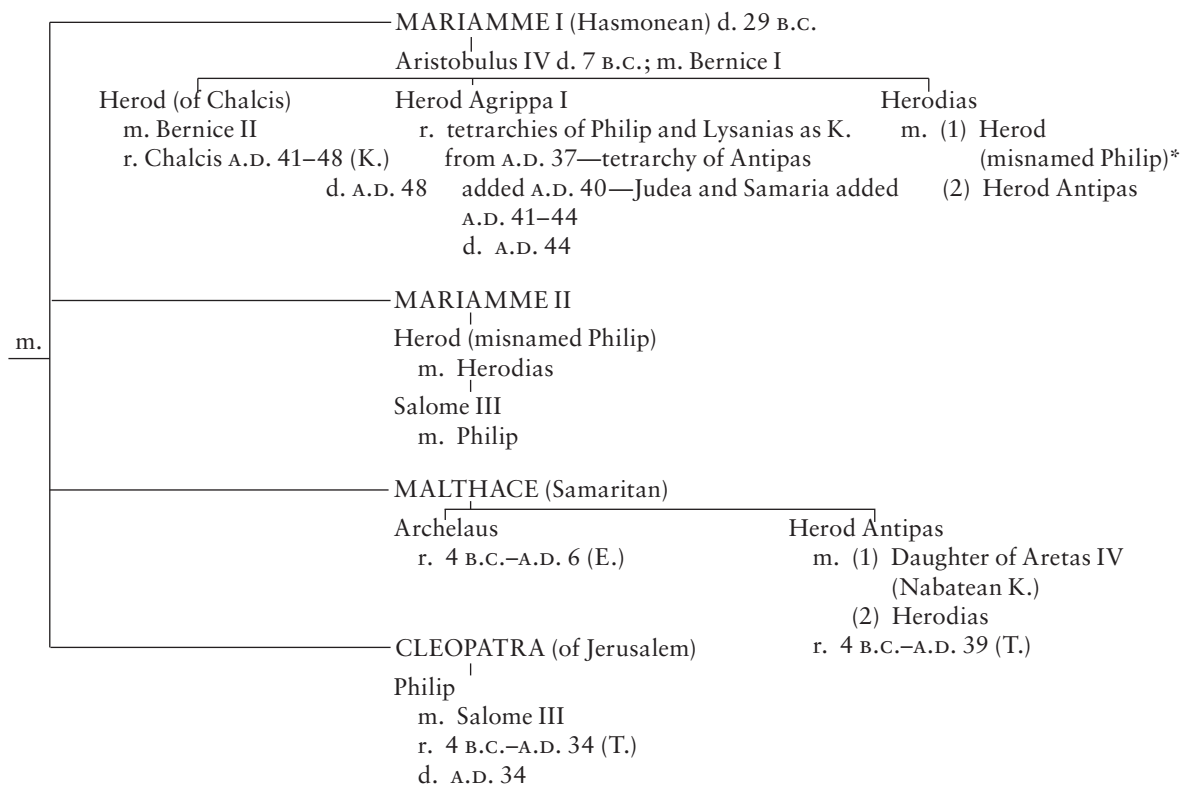 MARIAMME I (Hasmonean) d. 29 B.C.
Aristobulus IV d. 7 B.C.; m. Bernice I
Herod (of Chalcis)
m. Bernice II
r. Chalcis A.D. 41–48 (K.)
d. A.D. 48
Herod Agrippa I
r. tetrarchies of Philip and Lysanias as K.
from A.D. 37—tetrarchy of Antipas
added A.D. 40—Judea and Samaria added
A.D. 41–44
d. A.D. 44
Herodias
m. (1) Herod
(misnamed Philip)*
(2) Herod Antipas
m.
MARIAMME II
Herod (misnamed Philip)
m. Herodias
Salome III
m. Philip
MALTHACE (Samaritan)
Archelaus
r. 4 B.C.–A.D. 6 (E.)
Herod Antipas
m. (1) Daughter of Aretas IV
(Nabatean K.)
(2) Herodias
r. 4 B.C.–A.D. 39 (T.)
CLEOPATRA (of Jerusalem)
Philip
m. Salome III
r. 4 B.C.–A.D. 34 (T.)
d. A.D. 34